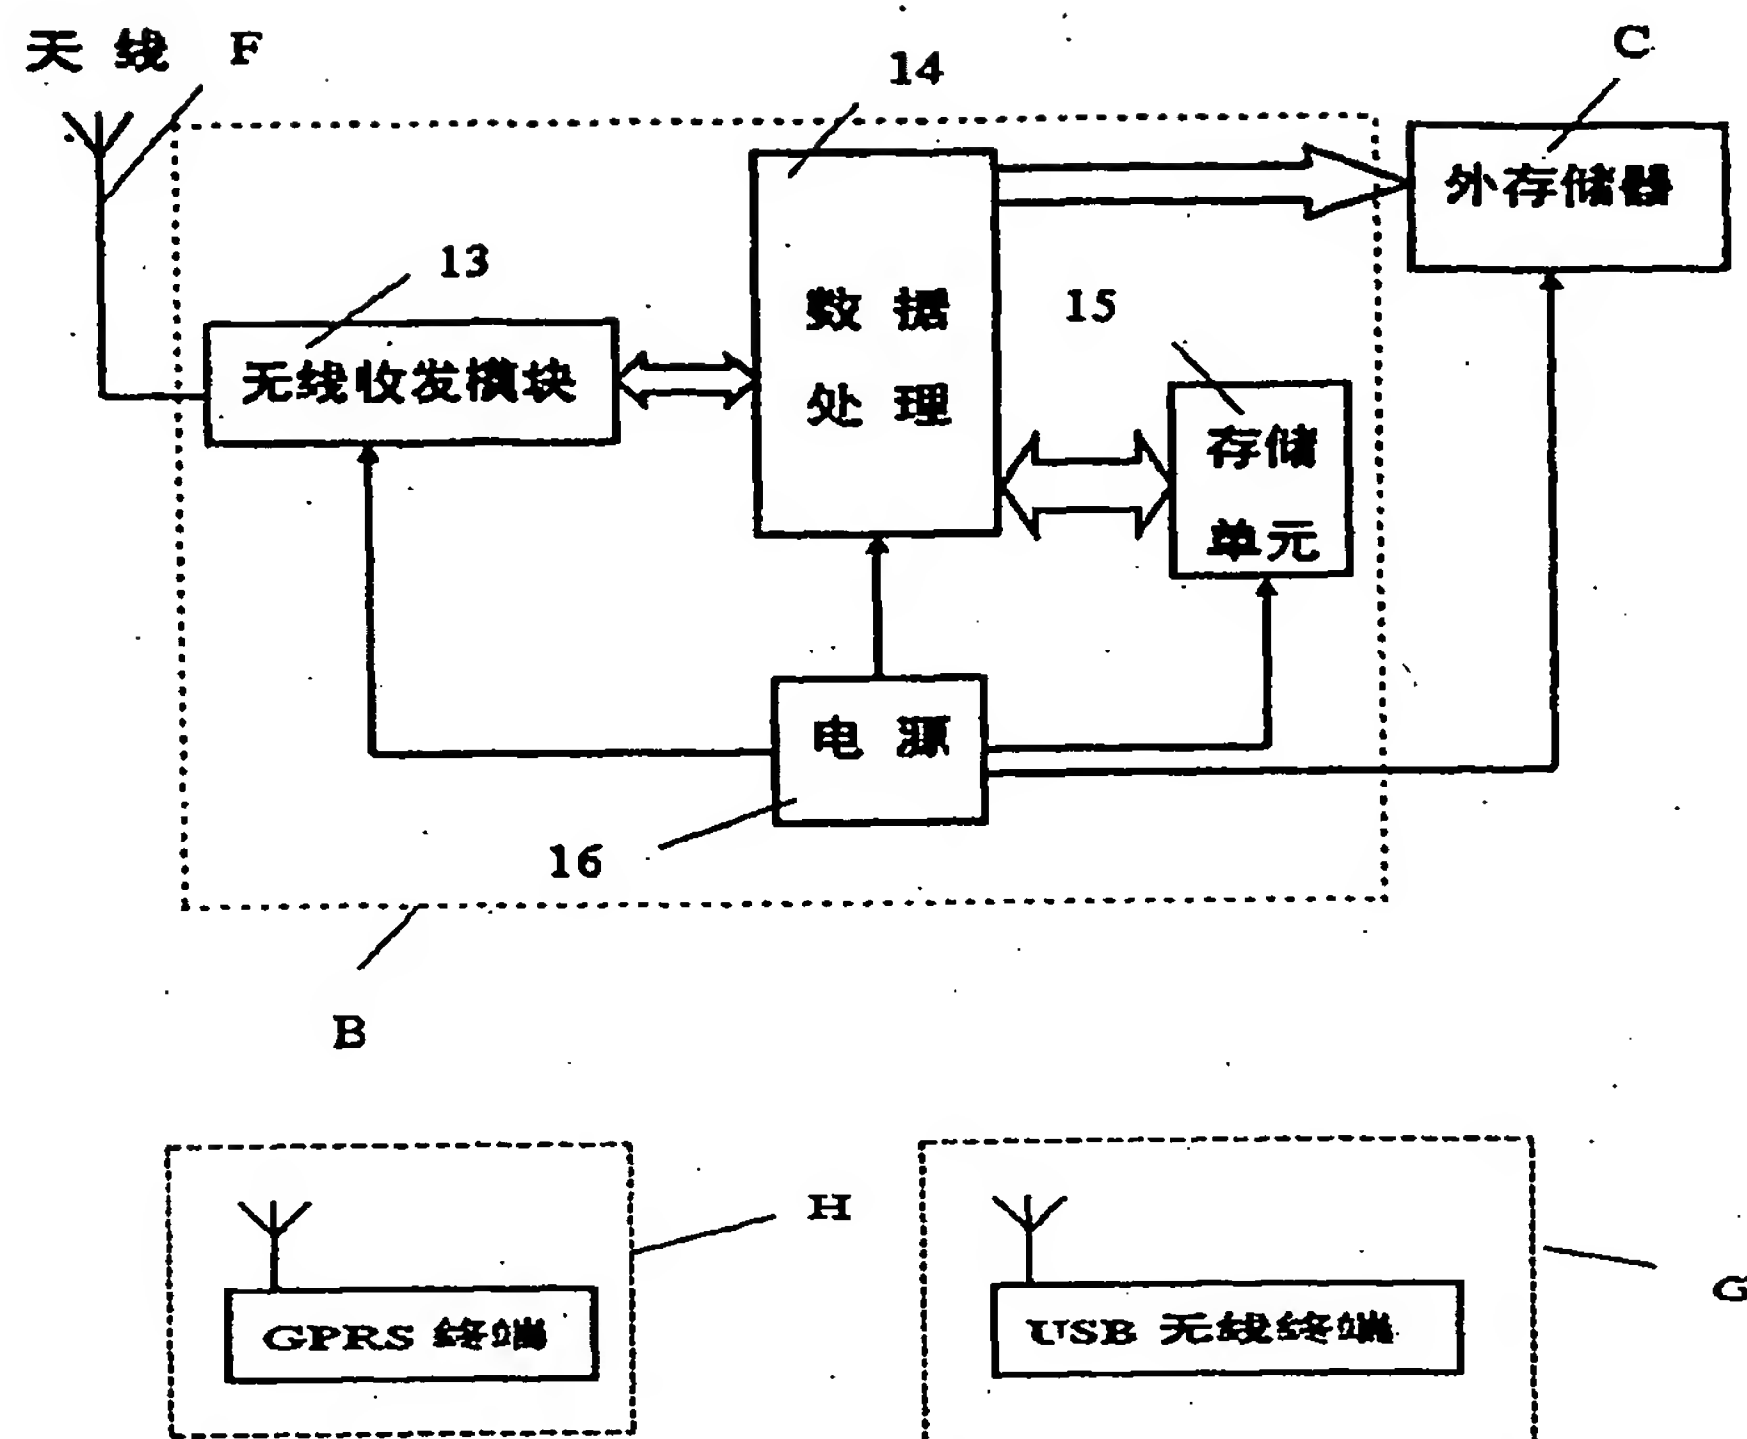 天线 F
14
C
外存储器
13
无线收发模块
数据
处理
15
存储
单元
电源
16
B
H
GPRS 终端
G
USB 无线终端